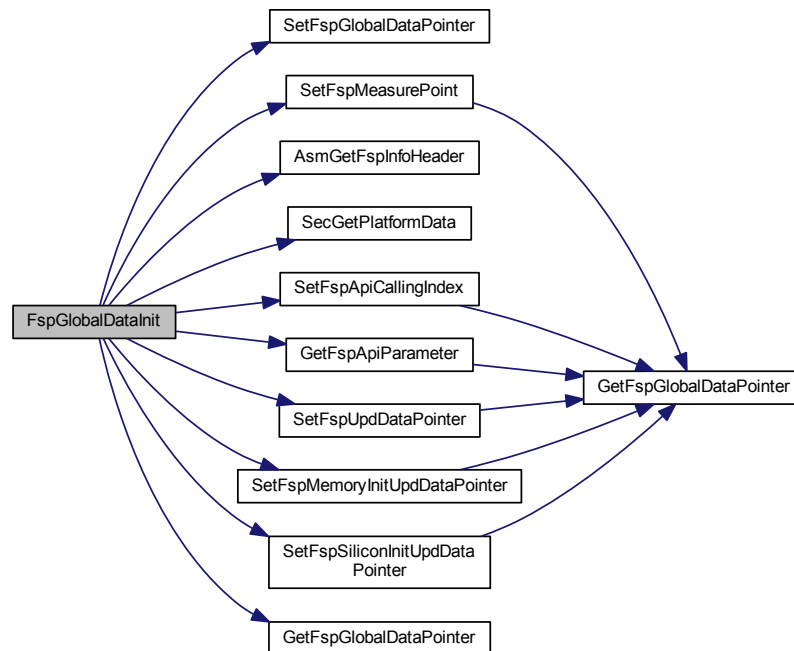 SetFspGlobalDataPointer
SetFspMeasurePoint
AsmGetFspInfoHeader
SecGetPlatformData
SetFspApiCallingIndex
FspGlobalDataInit
GetFspApiParameter
GetFspGlobalDataPointer
SetFspUpdDataPointer
SetFspMemoryInitUpdDataPointer
SetFspSiliconInitUpdData
Pointer
GetFspGlobalDataPointer